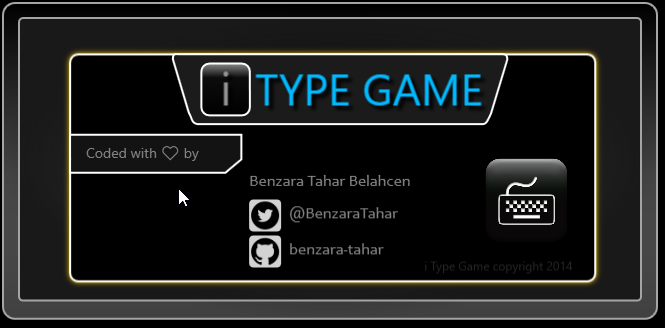 i TYPE GAME
Coded with ♡ by
Benzara Tahar Belahcen
@BenzaraTahar
benzara-tahar
i Type Game copyright 2014